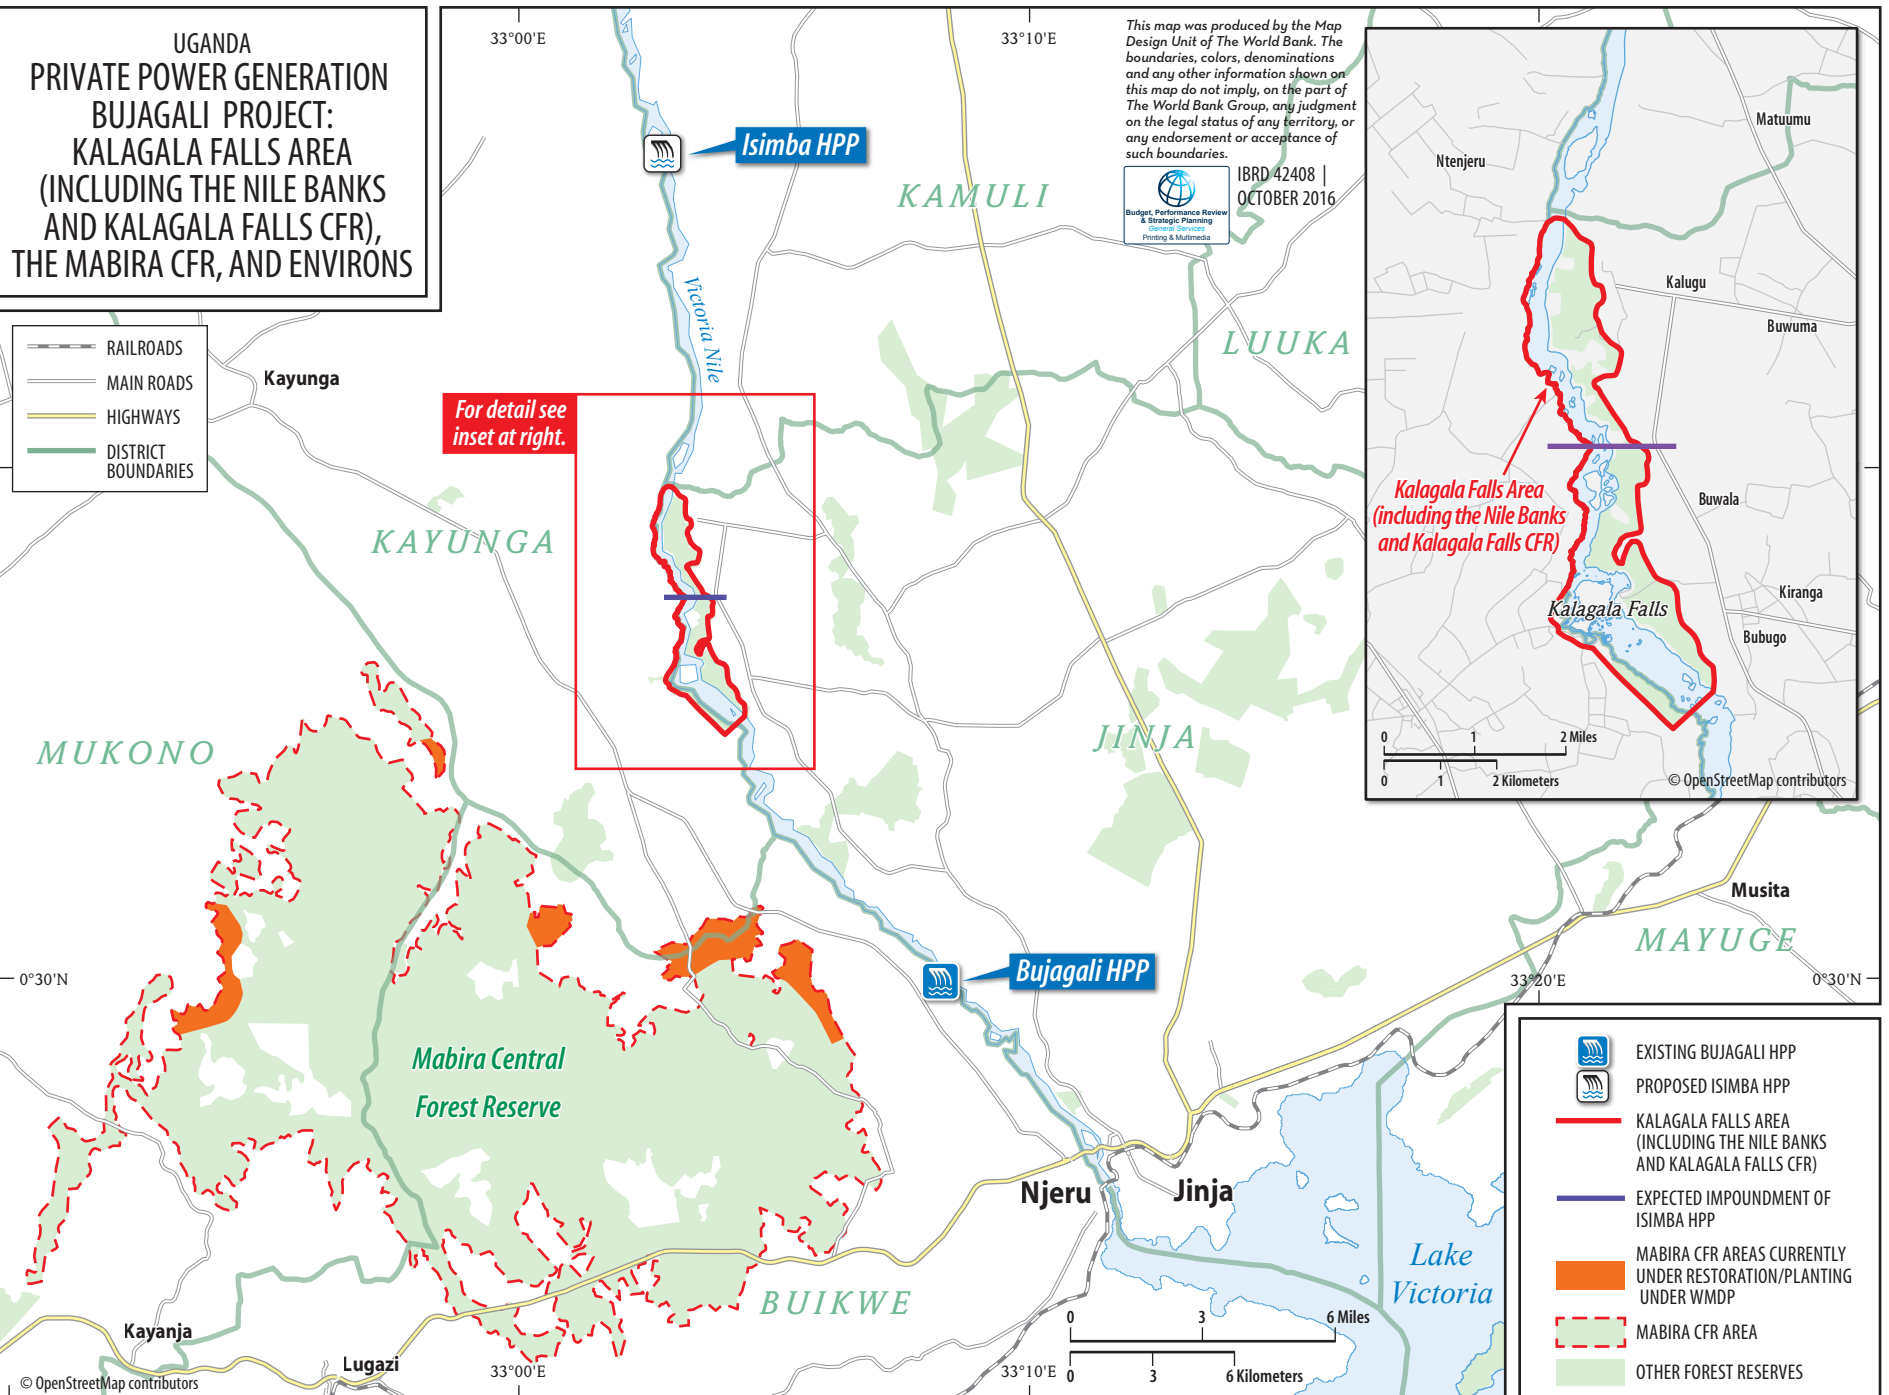 UGANDA
PRIVATE POWER GENERATION
BUJAGALI PROJECT:
KALAGALA FALLS AREA
(INCLUDING THE NILE BANKS
AND KALAGALA FALLS CFR),
THE MABIRA CFR, AND ENVIRONS
RAILROADS
MAIN ROADS
HIGHWAYS
DISTRICT
BOUNDARIES
33°00'E
33°10'E
This map was produced by the Map
Design Unit of The World Bank. The
boundaries, colors, denominations
and any other information shown on
this map do not imply, on the part of
The World Bank Group, any judgment
on the legal status of any territory, or
any endorsement or acceptance of
such boundaries.
Budget, Performance Review
& Strategic Planning
General Services
Printing & Multimedia
IBRD 42408 |
OCTOBER 2016
Isimba HPP
KAMULI
Victoria Nile
LUUKA
Kayunga
For detail see
inset at right.
KAYUNGA
MUKONO
JINJA
Musita
MAYUGE
0°30'N
Bujagali HPP
33°20'E
0°30'N
Mabira Central
Forest Reserve
Njeru
Jinja
Lake
Victoria
BUIKWE
Kayanja
Lugazi
33°00'E
33°10'E
0
3
6 Miles
0
3
6 Kilometers
© OpenStreetMap contributors
Matuumu
Ntenjeru
Kalugu
Buwuma
Kalagala Falls Area
(including the Nile Banks
and Kalagala Falls CFR)
Buwala
Kalagala Falls
Kiranga
Bubugo
0
1
2 Miles
0
1
2 Kilometers
© OpenStreetMap contributors
EXISTING BUJAGALI HPP
PROPOSED ISIMBA HPP
KALAGALA FALLS AREA
(INCLUDING THE NILE BANKS
AND KALAGALA FALLS CFR)
EXPECTED IMPOUNDMENT OF
ISIMBA HPP
MABIRA CFR AREAS CURRENTLY
UNDER RESTORATION/PLANTING
UNDER WMDP
MABIRA CFR AREA
OTHER FOREST RESERVES